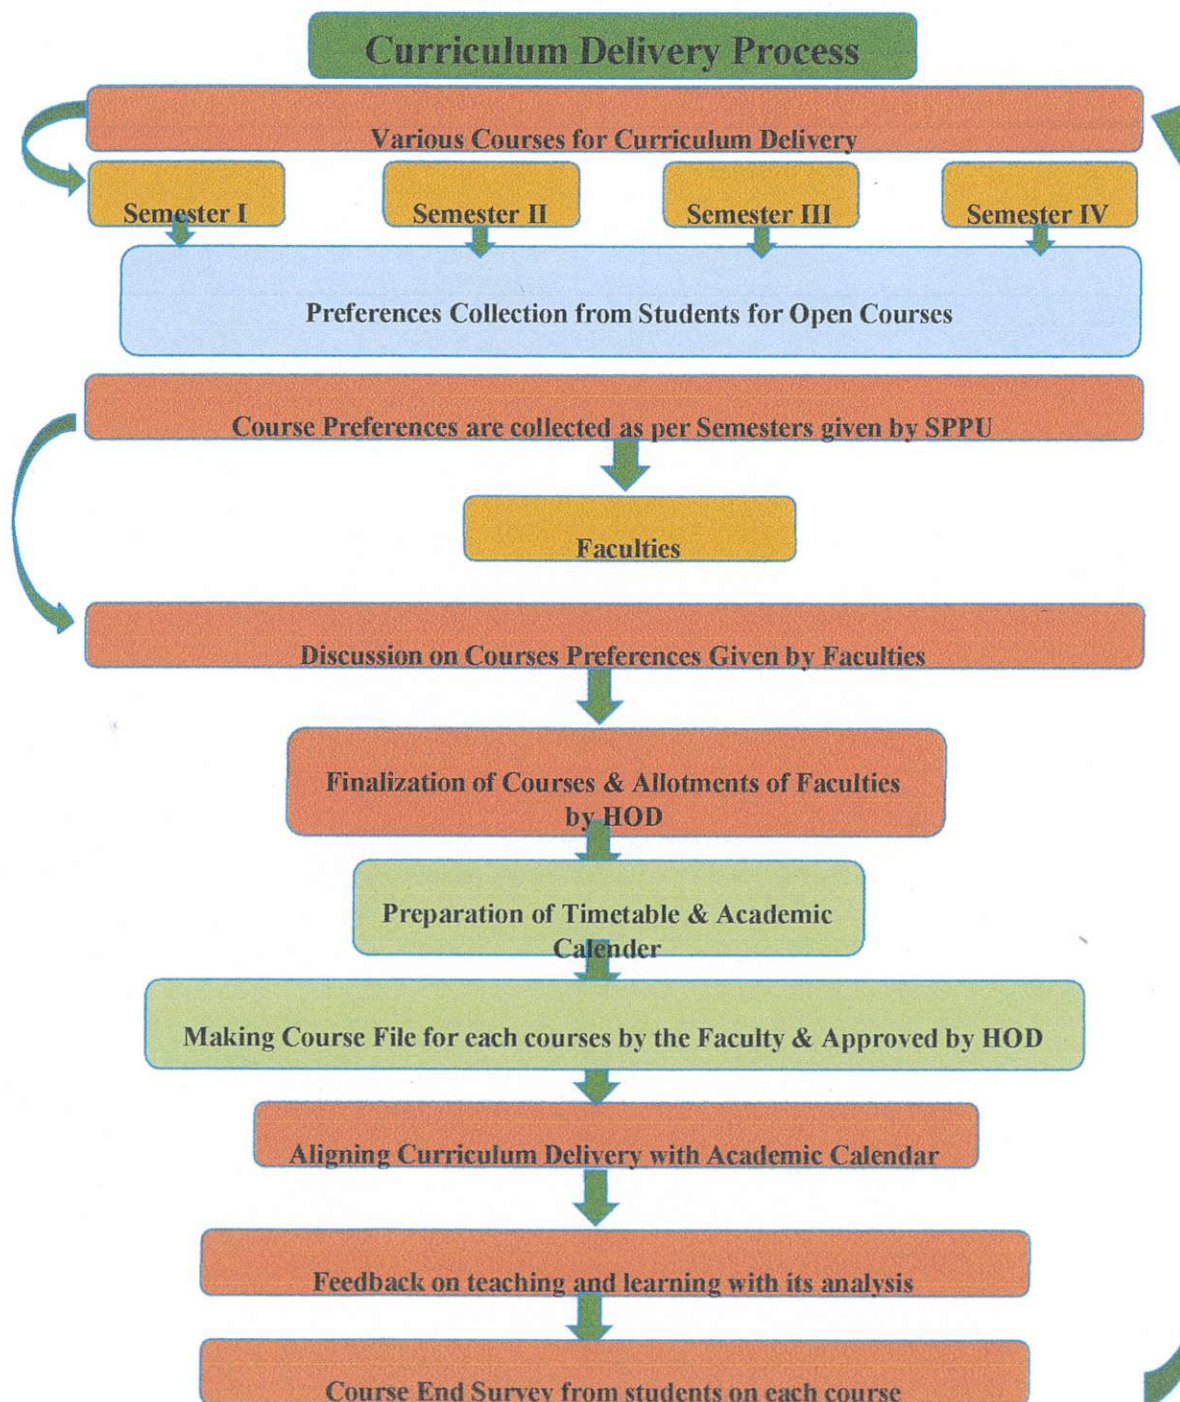 Curriculum Delivery Process
Various Courses for Curriculum Delivery
Semester I
Semester II
Semester III
Semester IV
Preferences Collection from Students for Open Courses
Course Preferences are collected as per Semesters given by SPPU
Faculties
Discussion on Courses Preferences Given by Faculties
Finalization of Courses & Allotments of Faculties
by HOD
Preparation of Timetable & Academic
Calender
Making Course File for each courses by the Faculty & Approved by HOD
Aligning Curriculum Delivery with Academic Calendar
Feedback on teaching and learning with its analysis
Course End Survey from students on each course